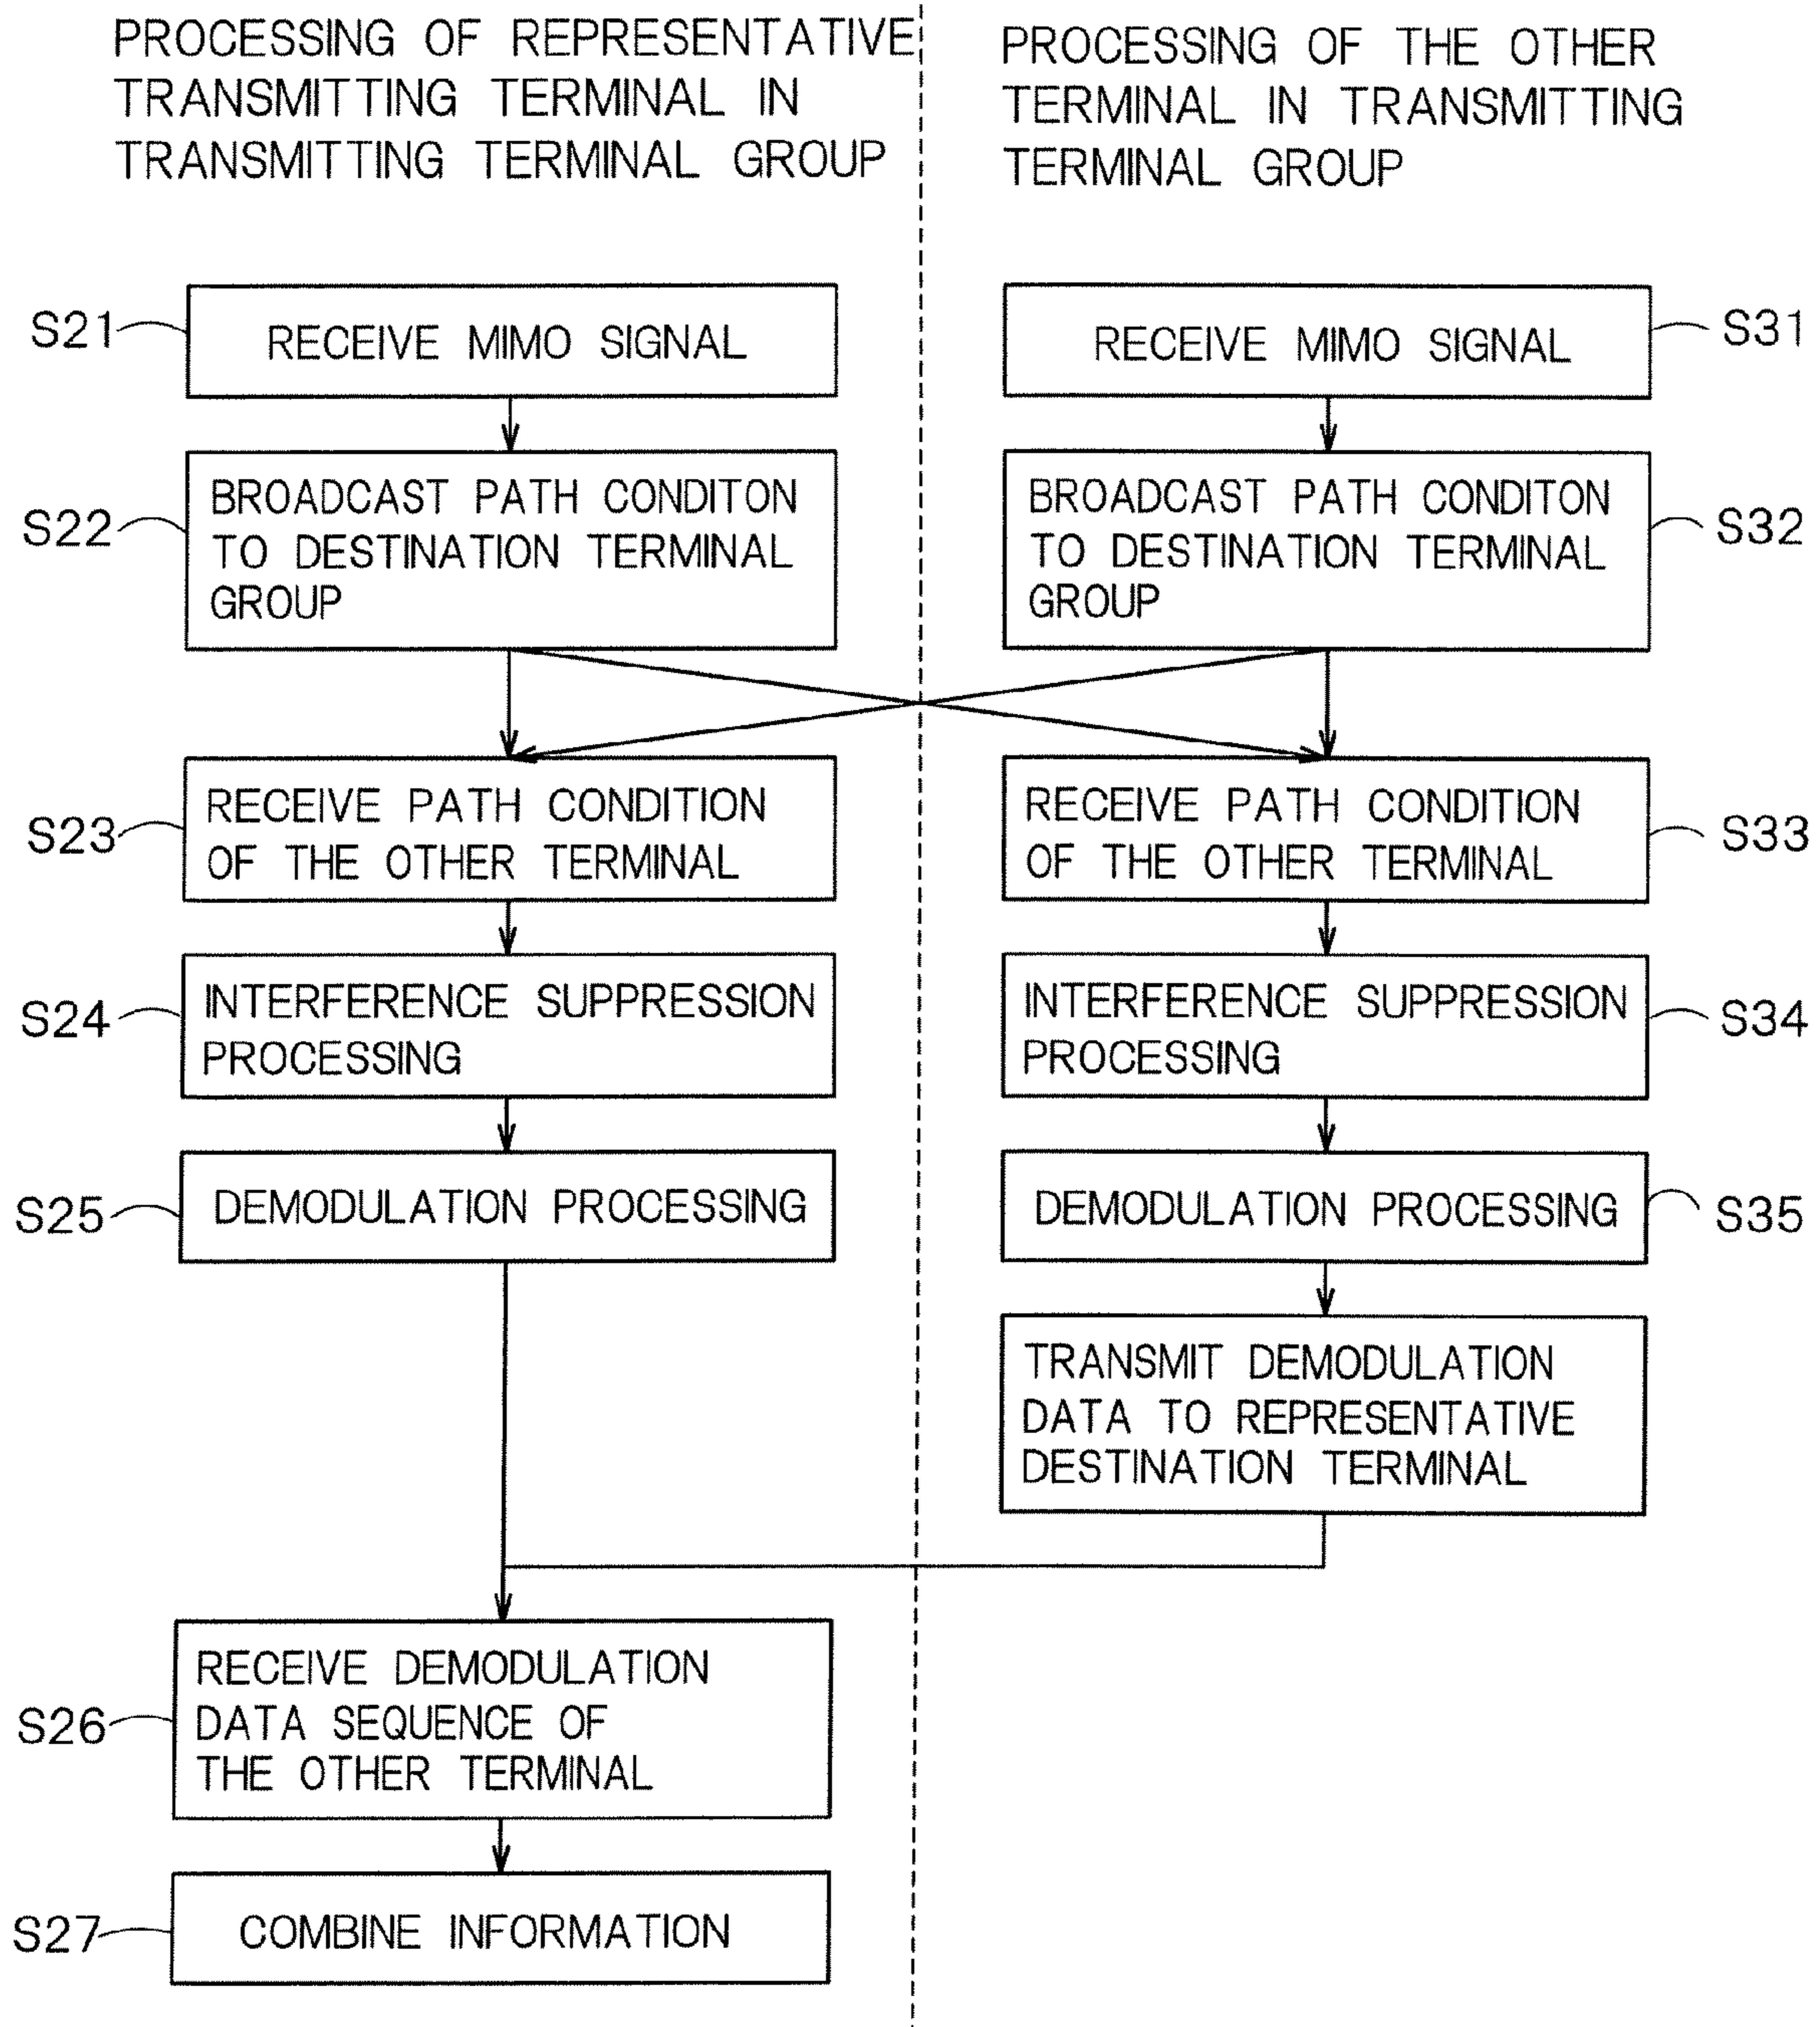 PROCESSING OF REPRESENTATIVE
TRANSMITTING TERMINAL IN
TRANSMITTING TERMINAL GROUP
PROCESSING OF THE OTHER
TERMINAL IN TRANSMITTING
TERMINAL GROUP
S21
RECEIVE MIMO SIGNAL
S22
BROADCAST PATH CONDITON
TO DESTINATION TERMINAL
GROUP
S23
RECEIVE PATH CONDITION
OF THE OTHER TERMINAL
S24
INTERFERENCE SUPPRESSION
PROCESSING
S25
DEMODULATION PROCESSING
S26
RECEIVE DEMODULATION
DATA SEQUENCE OF
THE OTHER TERMINAL
S27
COMBINE INFORMATION
RECEIVE MIMO SIGNAL
S31
BROADCAST PATH CONDITON
TO DESTINATION TERMINAL
GROUP
S32
RECEIVE PATH CONDITION
OF THE OTHER TERMINAL
S33
INTERFERENCE SUPPRESSION
PROCESSING
S34
DEMODULATION PROCESSING
S35
TRANSMIT DEMODULATION
DATA TO REPRESENTATIVE
DESTINATION TERMINAL